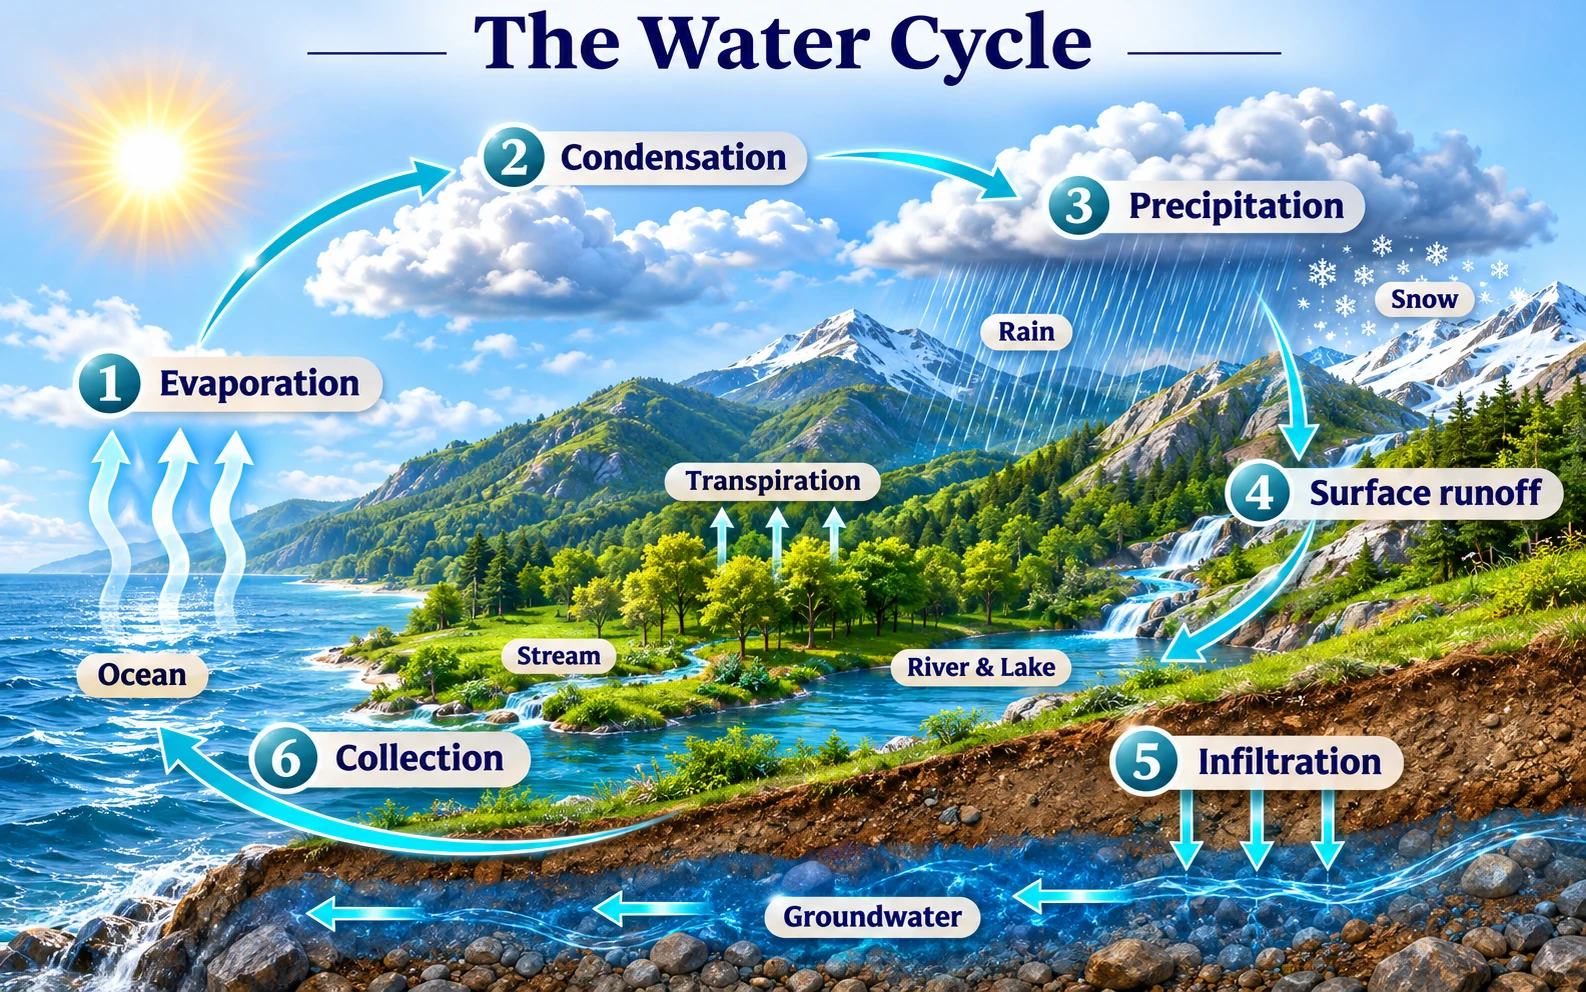 The Water Cycle
2 Condensation
3 Precipitation
Snow
Rain
1 Evaporation
Transpiration
4 Surface runoff
Stream
River & Lake
Ocean
6 Collection
5 Infiltration
Groundwater